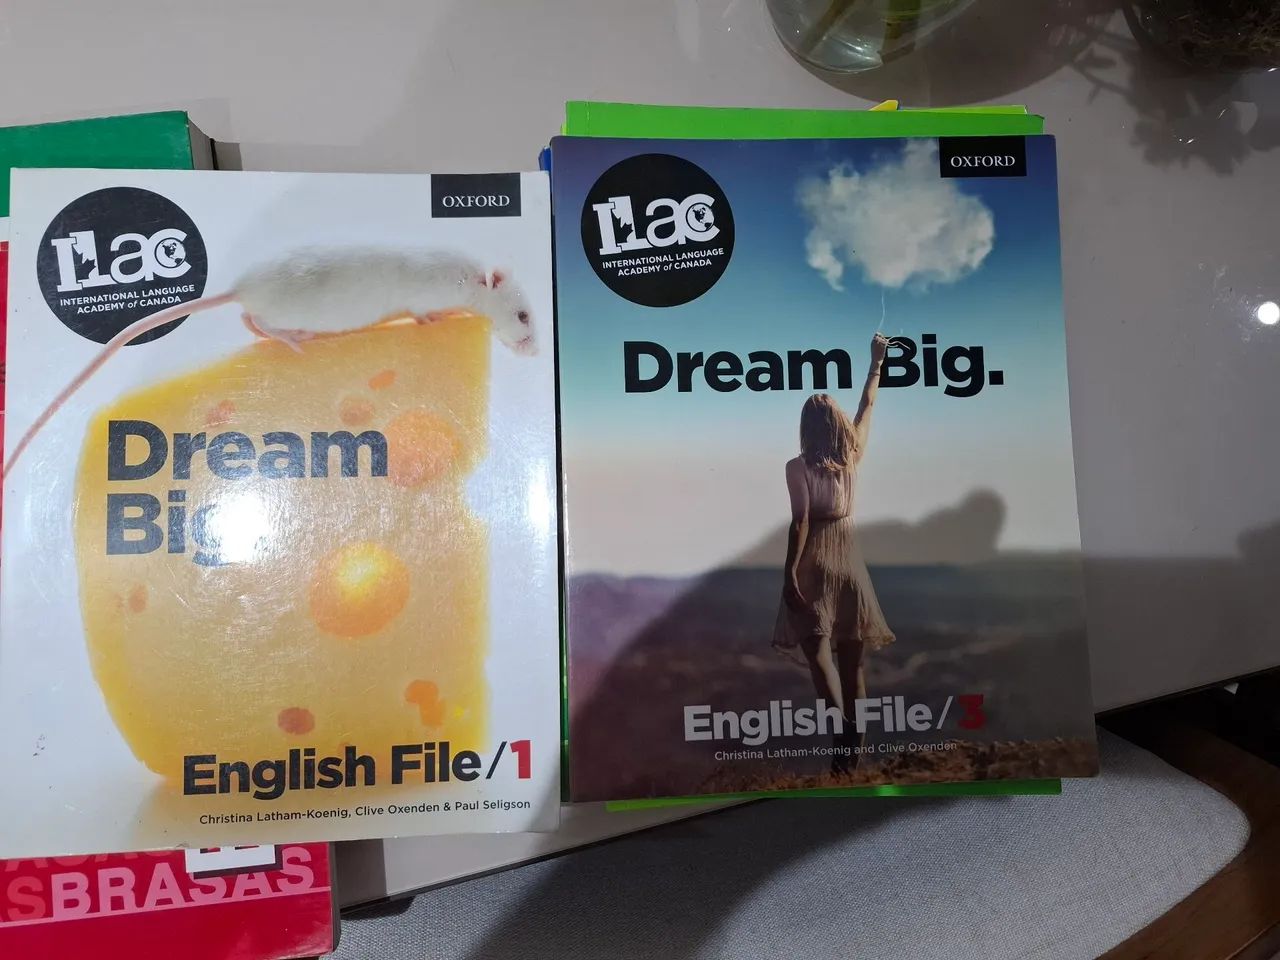 ILac
INTERNATIONAL LANGUAGE
ACADEMY of CANADA
OXFORD
Dream
Big.
English File/1
Christina Latham-Koenig, Clive Oxenden & Paul Seligson
BRASAS
ILac
INTERNATIONAL LANGUAGE
ACADEMY of CANADA
OXFORD
Dream Big.
English File/3
Christina Latham-Koenig and Clive Oxenden